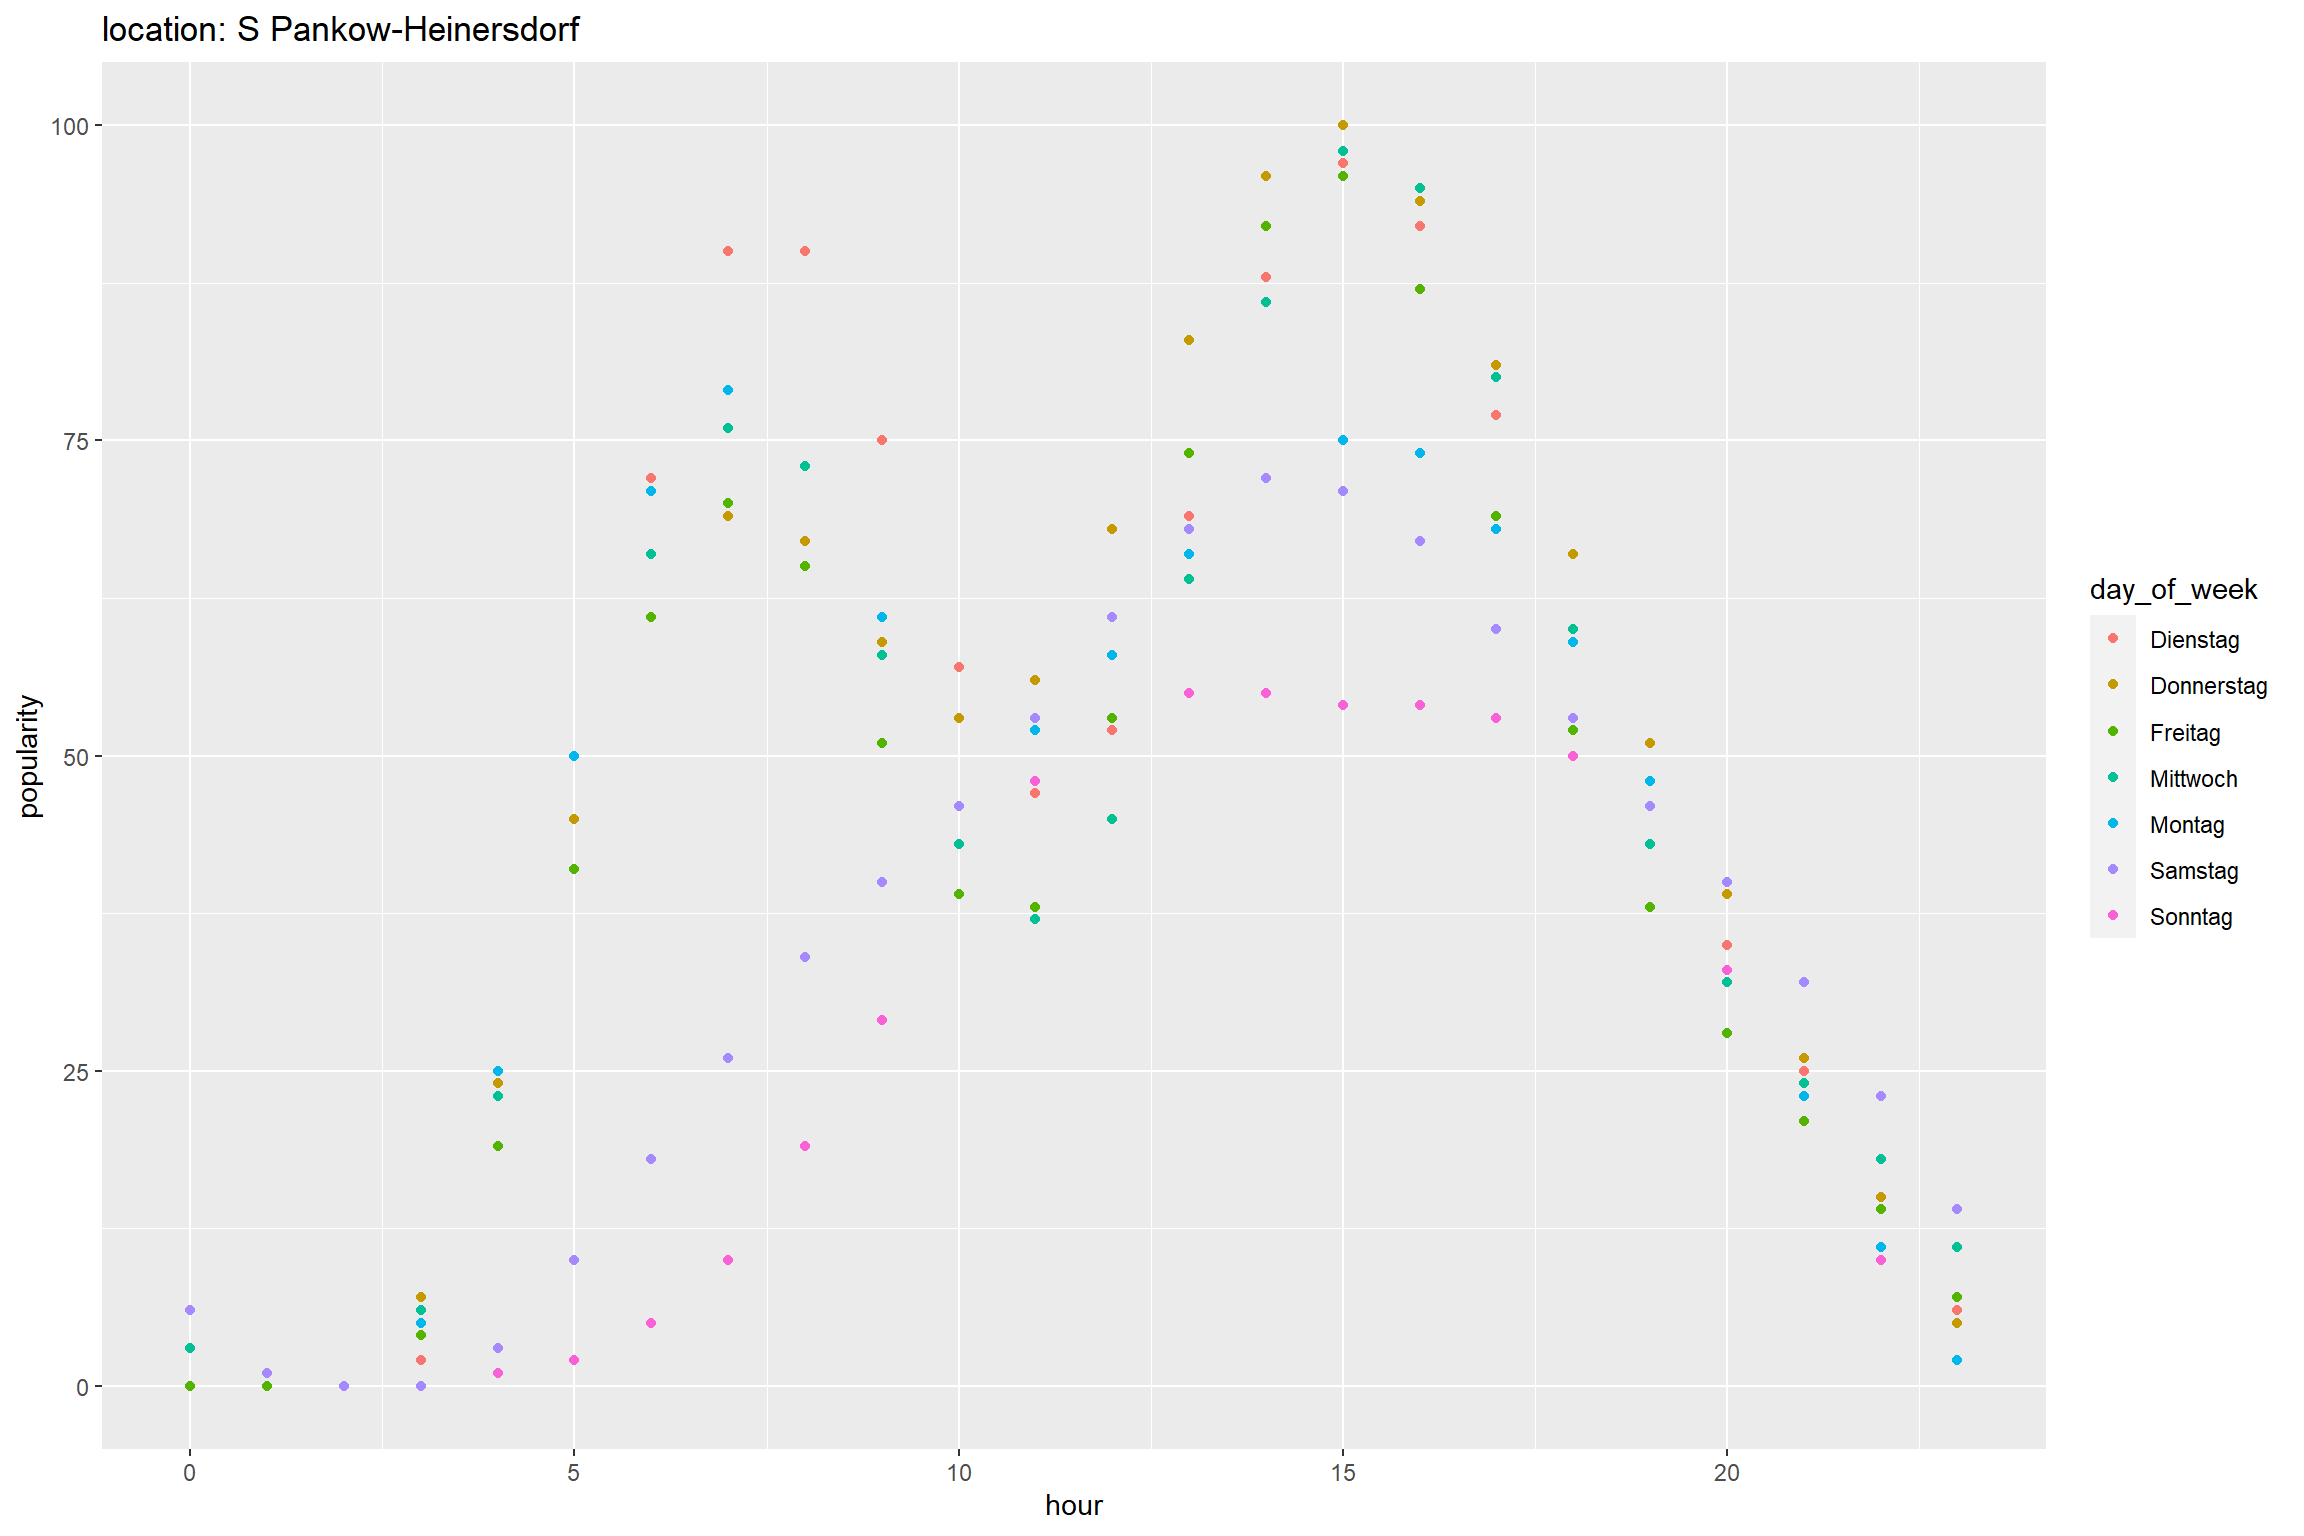 location: S Pankow-Heinersdorf
100
75
50
25
0
popularity
0 5 10 15 20
hour
day_of_week
Dienstag
Donnerstag
Freitag
Mittwoch
Montag
Samstag
Sonntag